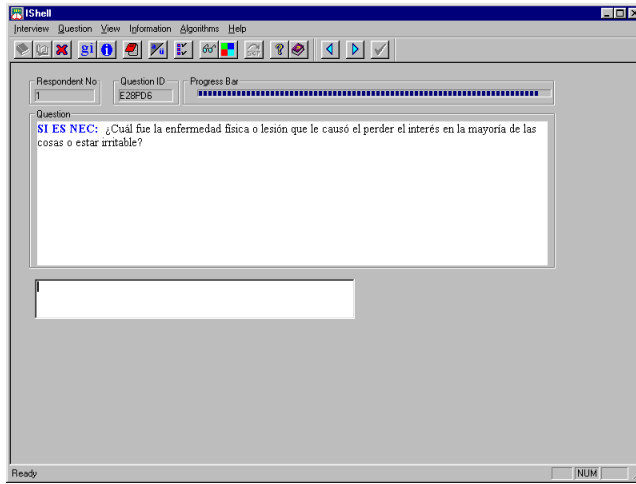 IShell
Interview Question View Information Algorithms Help
gi
Respondent No
Question ID
Progress Bar
1
E28PD6
Question
SI ES NEC: ¿Cuál fue la enfermedad física o lesión que le causó el perder el interés en la mayoría de las
cosas o estar irritable?
Ready
NUM